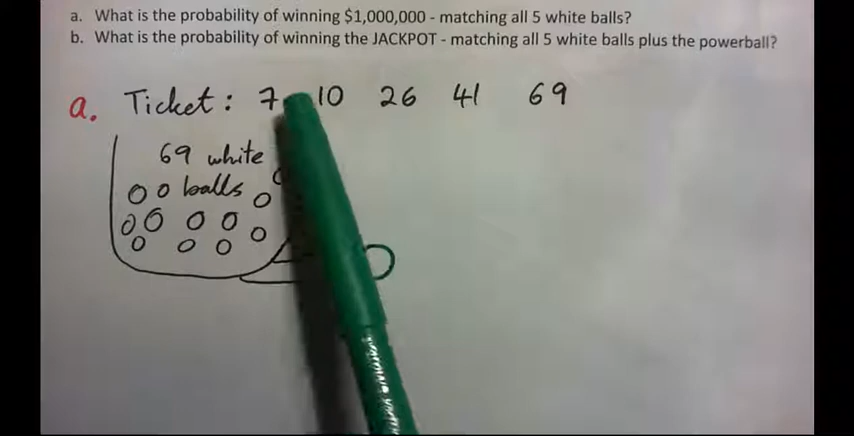 a. What is the probability of winning $1,000,000 - matching all 5 white balls?
b. What is the probability of winning the JACKPOT - matching all 5 white balls plus the powerball?
a. Ticket: 7 10 26 41 69
69 white
balls